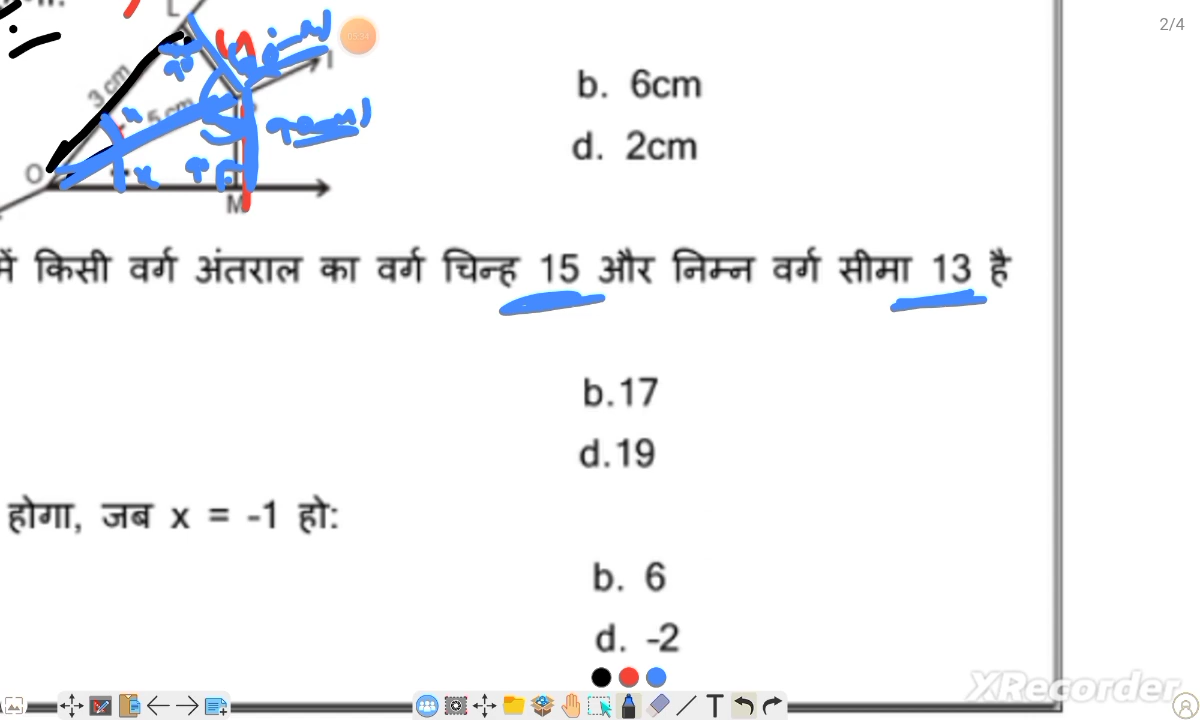 2/4
L
3 cm
b. 6cm
5 cm
d. 2cm
O
M
में किसी वर्ग अंतराल का वर्ग चिन्ह 15 और निम्न वर्ग सीमा 13 है
b.17
d.19
होगा, जब x = -1 हो:
b. 6
d. -2
XRecorder